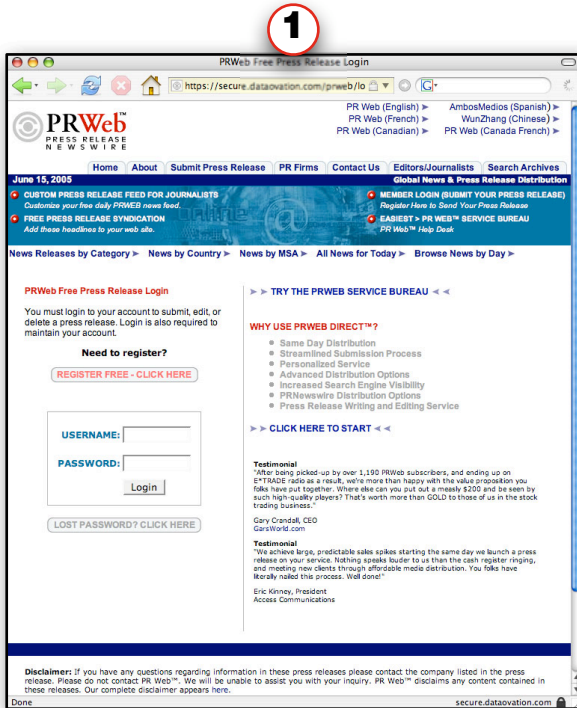 1
PRWeb Free Press Release Login
https://secure.dataovation.com/prweb/lo
G
PR Web (English) ➤ AmbosMedios (Spanish) ➤
PR Web (French) ➤ WunZhang (Chinese) ➤
PR Web (Canadian) ➤ PR Web (Canada French) ➤
PRWeb
PRESS RELEASE
NEWSWIRE
Home About Submit Press Release PR Firms Contact Us Editors/Journalists Search Archives
June 15, 2005 Global News & Press Release Distribution
CUSTOM PRESS RELEASE FEED FOR JOURNALISTS
Customize your free daily PRWEB news feed.
FREE PRESS RELEASE SYNDICATION
Add these headlines to your web site.
online
MEMBER LOGIN (SUBMIT YOUR PRESS RELEASE)
Register Here to Send Your Press Release
EASIEST > PR WEB™ SERVICE BUREAU
PR Web™ Help Desk
News Releases by Category ➤ News by Country ➤ News by MSA ➤ All News for Today ➤ Browse News by Day ➤
PRWeb Free Press Release Login
You must login to your account to submit, edit, or
delete a press release. Login is also required to
maintain your account.
Need to register?
REGISTER FREE - CLICK HERE
USERNAME:
PASSWORD:
Login
LOST PASSWORD? CLICK HERE
➤ ➤ TRY THE PRWEB SERVICE BUREAU ◄ ◄
WHY USE PRWEB DIRECT™?
Same Day Distribution
Streamlined Submission Process
Personalized Service
Advanced Distribution Options
Increased Search Engine Visibility
PRNewswire Distribution Options
Press Release Writing and Editing Service
➤ ➤ CLICK HERE TO START ◄ ◄
Testimonial
"After being picked-up by over 1,190 PRWeb subscribers, and ending up on
E*TRADE radio as a result, we're more than happy with the value proposition you
folks have put together. Where else can you put out a measly $200 and be seen by
such high-quality players? That's worth more than GOLD to those of us in the stock
trading business."
Gary Crandall, CEO
GarsWorld.com
Testimonial
"We achieve large, predictable sales spikes starting the same day we launch a press
release on your service. Nothing speaks louder to us than the cash register ringing,
and meeting new clients through affordable media distribution. You folks have
literally nailed this process. Well done!"
Eric Kinney, President
Access Communications
Disclaimer: If you have any questions regarding information in these press releases please contact the company listed in the press
release. Please do not contact PR Web™. We will be unable to assist you with your inquiry. PR Web™ disclaims any content contained in
these releases. Our complete disclaimer appears here.
Done secure.dataovation.com